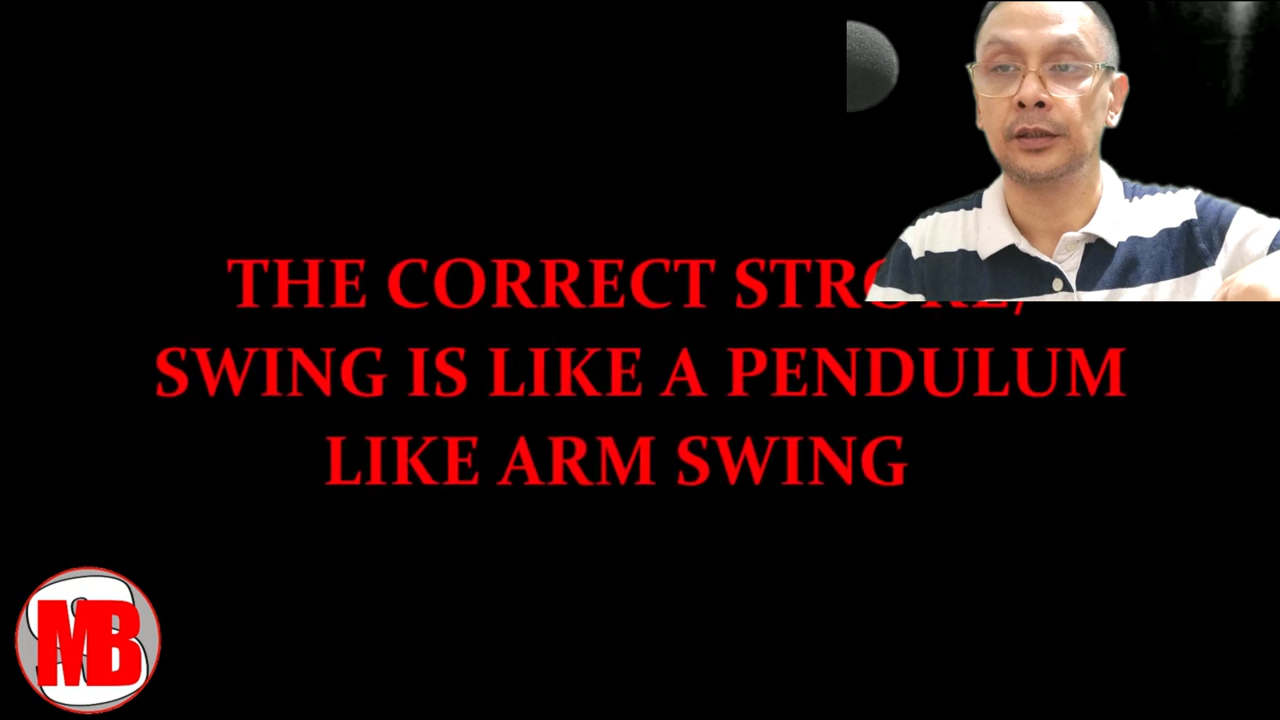 THE CORRECT
SWING IS LIKE A PENDULUM
LIKE ARM SWING
MB